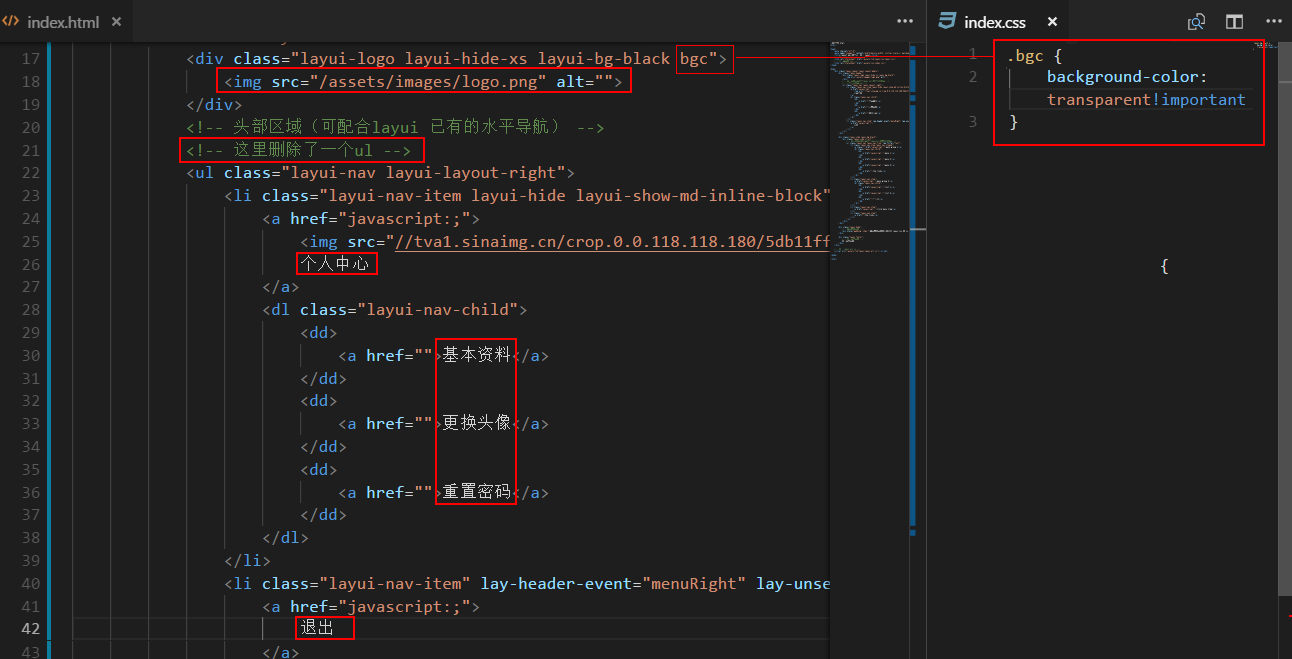 index.html
index.css
17 <div class="layui-logo layui-hide-xs layui-bg-black bgc">
18 <img src="/assets/images/logo.png" alt="">
19 </div>
20 <!-- 头部区域（可配合layui 已有的水平导航） -->
21 <!-- 这里删除了一个ul -->
22 <ul class="layui-nav layui-layout-right">
23 <li class="layui-nav-item layui-hide layui-show-md-inline-block"
24 <a href="javascript:;">
25 <img src="//tva1.sinaimg.cn/crop.0.0.118.118.180/5db11ff
26 个人中心
27 </a>
28 <dl class="layui-nav-child">
29 <dd>
30 <a href="">基本资料</a>
31 </dd>
32 <dd>
33 <a href="">更换头像</a>
34 </dd>
35 <dd>
36 <a href="">重置密码</a>
37 </dd>
38 </dl>
39 </li>
40 <li class="layui-nav-item" lay-header-event="menuRight" lay-unse
41 <a href="javascript:;">
42 退出
43 </a>
1 .bgc {
2 background-color:
transparent!important
3 }
{